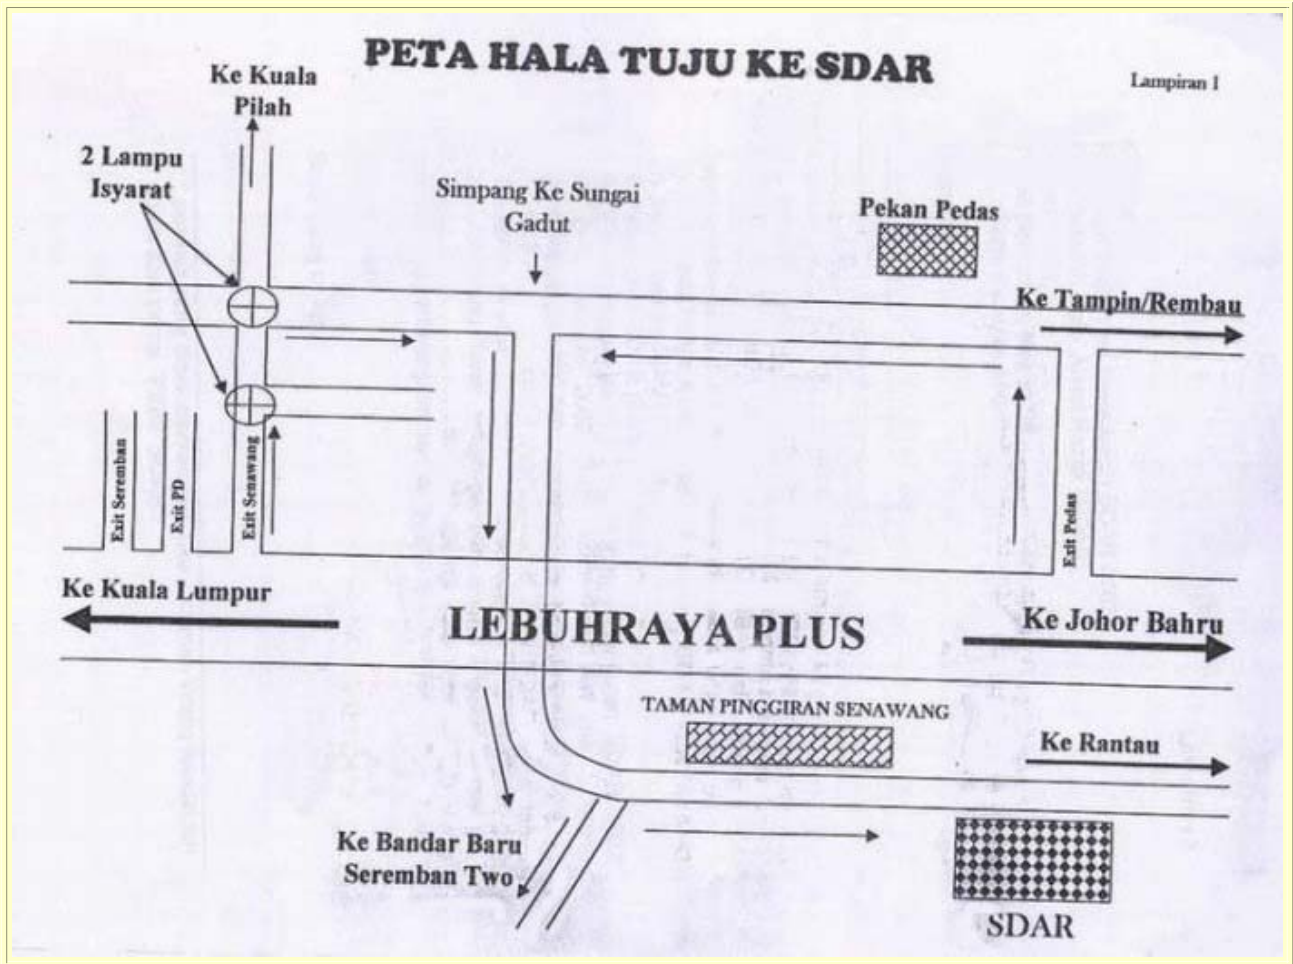 PETA HALA TUJU KE SDAR
Lampiran 1
Ke Kuala
Pilah
2 Lampu
Isyarat
Simpang Ke Sungai
Gadut
Pekan Pedas
Ke Tampin/Rembau
Exit Seremban
Exit PD
Exit Senawang
Exit Pedas
Ke Kuala Lumpur
LEBUHRAYA PLUS
Ke Johor Bahru
TAMAN PINGGIRAN SENAWANG
Ke Rantau
Ke Bandar Baru
Seremban Two
SDAR